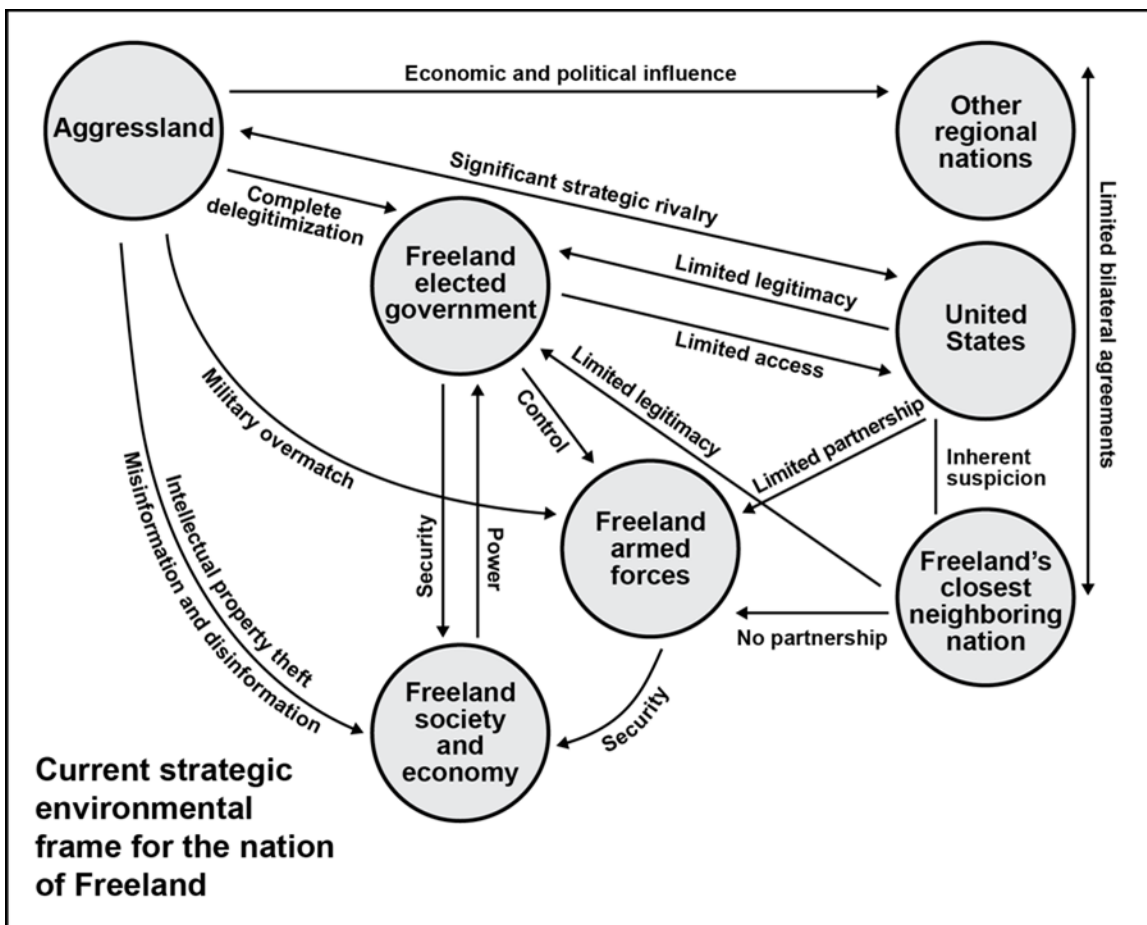 Aggressland
Economic and political influence
Other
regional
nations
Significant strategic rivalry
Complete
delegitimization
Freeland
elected
government
Limited legitimacy
Limited access
United
States
Limited bilateral agreements
Military overmatch
Control
Limited legitimacy
Limited partnership
Inherent
suspicion
Intellectual property theft
Misinformation and disinformation
Security
Power
Freeland
armed
forces
Freeland's
closest
neighboring
nation
No partnership
Security
Freeland
society
and
economy
Current strategic
environmental
frame for the nation
of Freeland